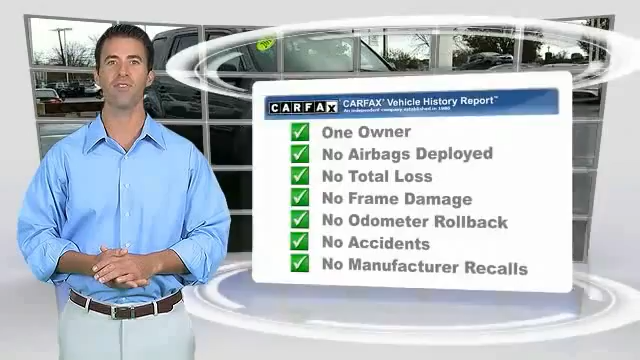 CARFAX CARFAX Vehicle History Report™
An independent company established in 1986
One Owner
No Airbags Deployed
No Total Loss
No Frame Damage
No Odometer Rollback
No Accidents
No Manufacturer Recalls